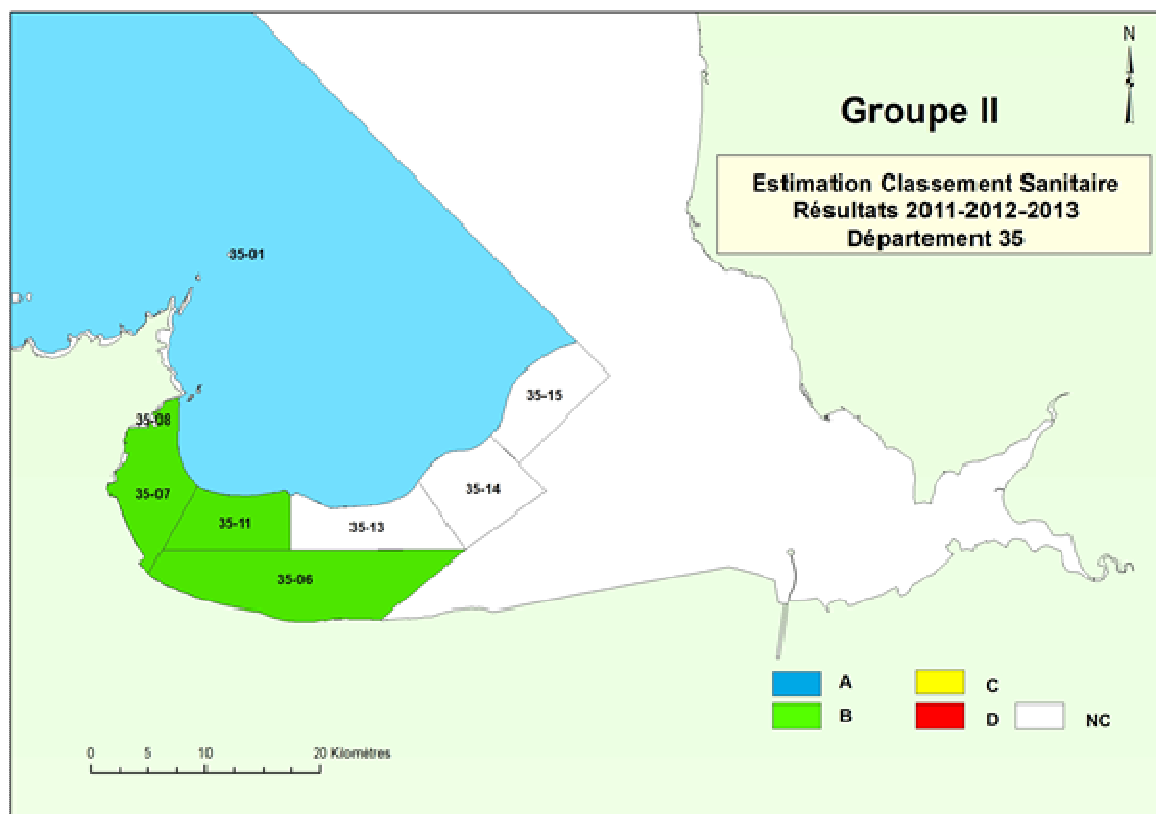 N
Groupe II
Estimation Classement Sanitaire
Résultats 2011-2012-2013
Département 35
35-01
35-15
35-08
35-07
35-14
35-11
35-13
35-06
A
C
B
D
NC
0 5 10 20 Kilomètres